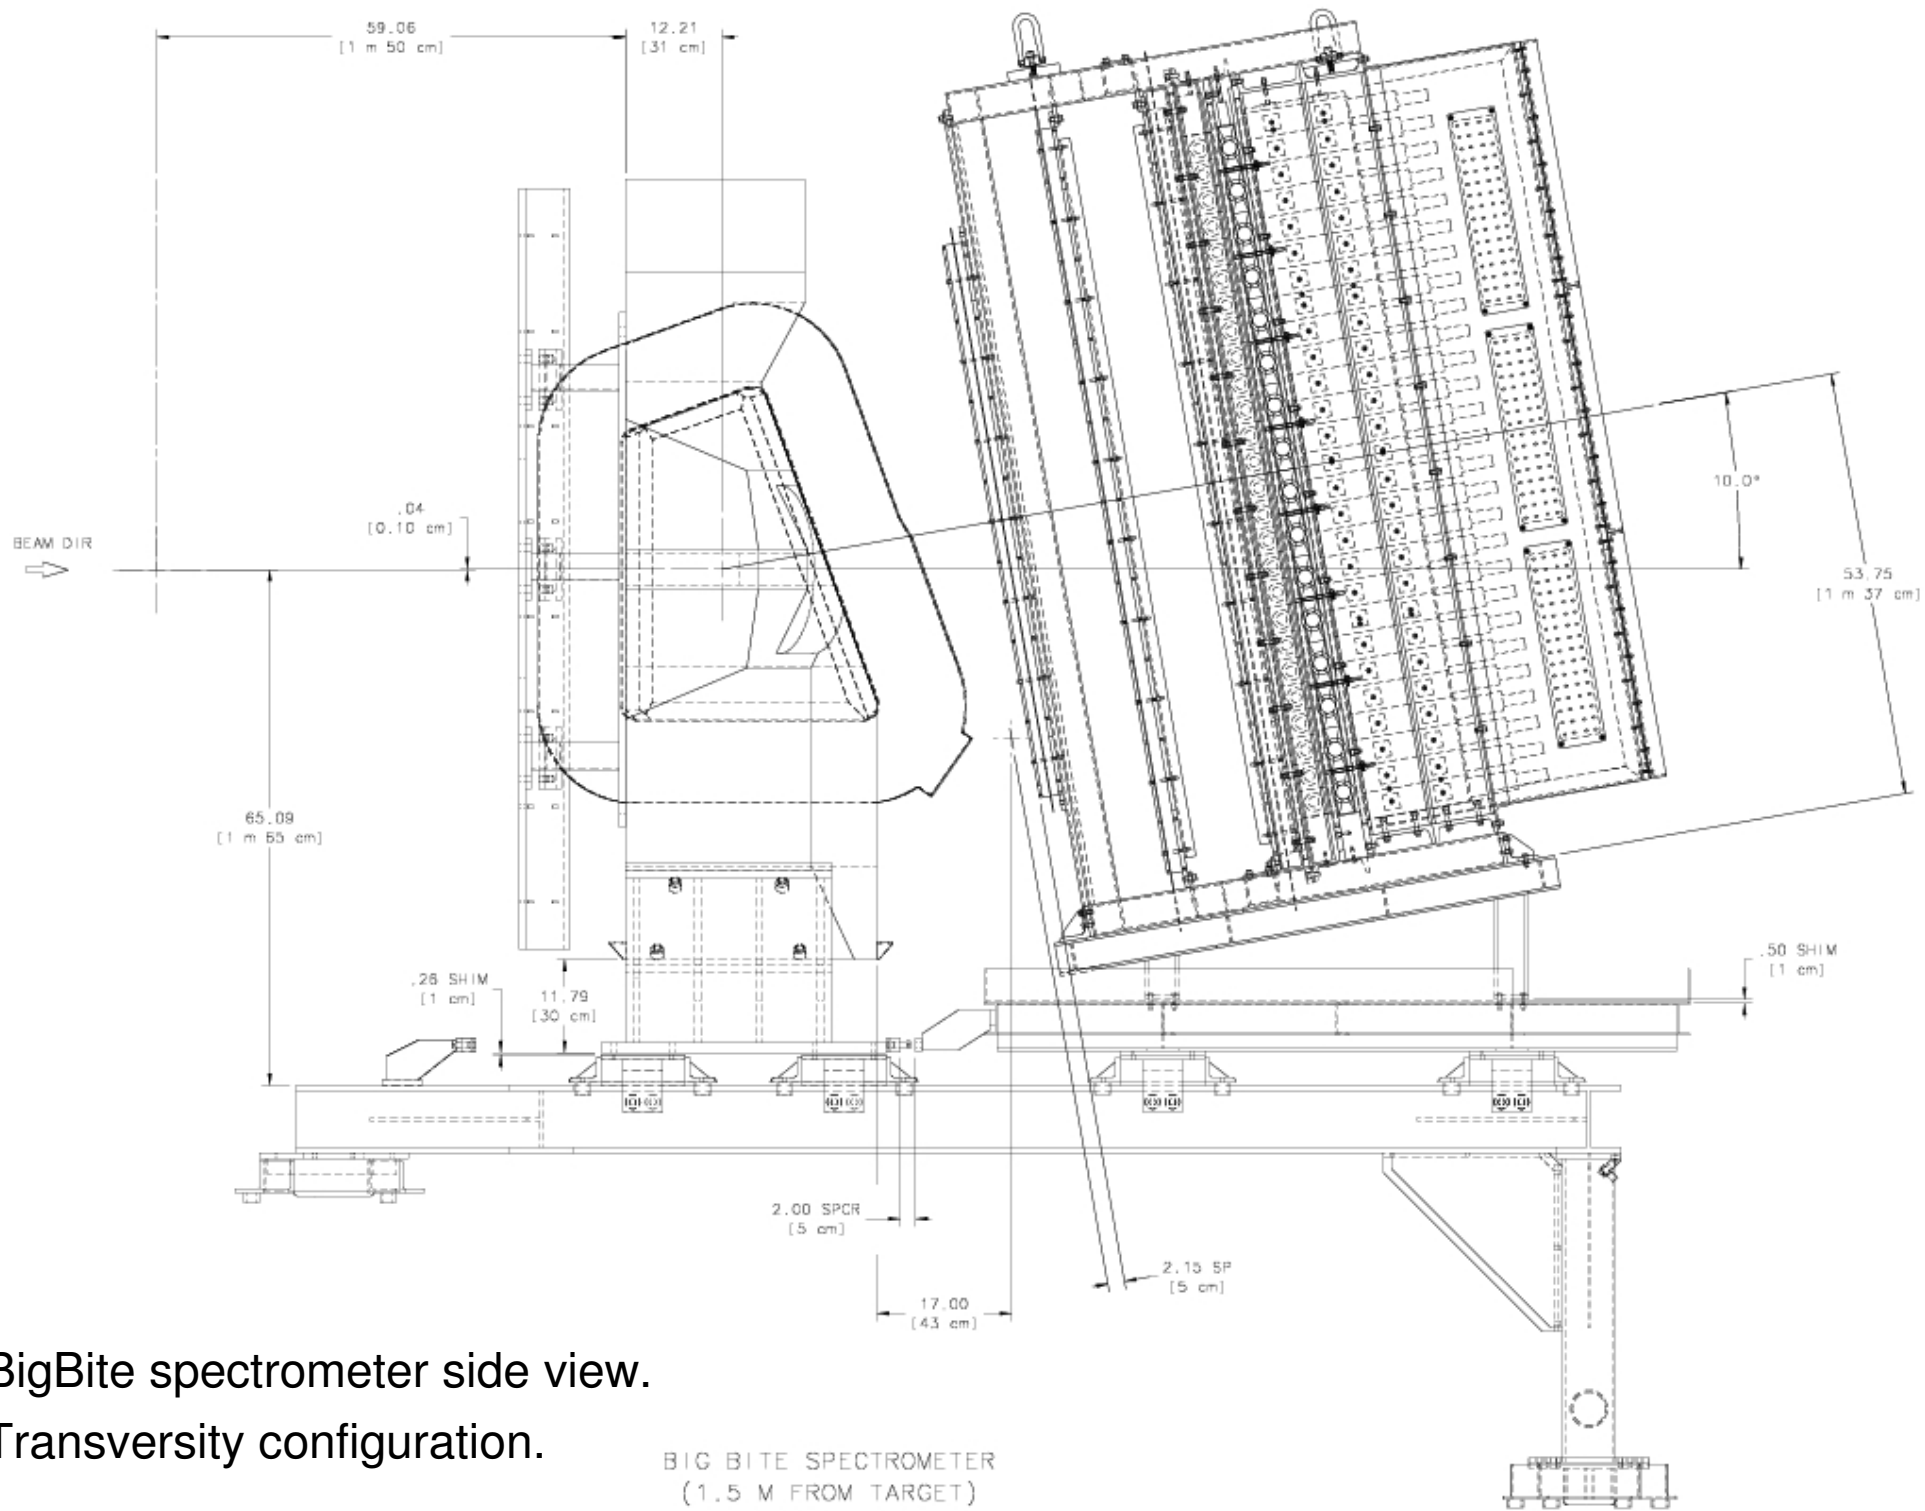 59.06
[1 m 50 cm]
12.21
[31 cm]
.04
[0.10 cm]
BEAM DIR
10.0°
53.75
[1 m 37 cm]
65.09
[1 m 65 cm]
.26 SHIM
[1 cm]
11.79
[30 cm]
.50 SHIM
[1 cm]
2.00 SPCR
[5 cm]
2.15 SP
[5 cm]
17.00
[43 cm]
BigBite spectrometer side view.
Transversity configuration.
BIG BITE SPECTROMETER
(1.5 M FROM TARGET)